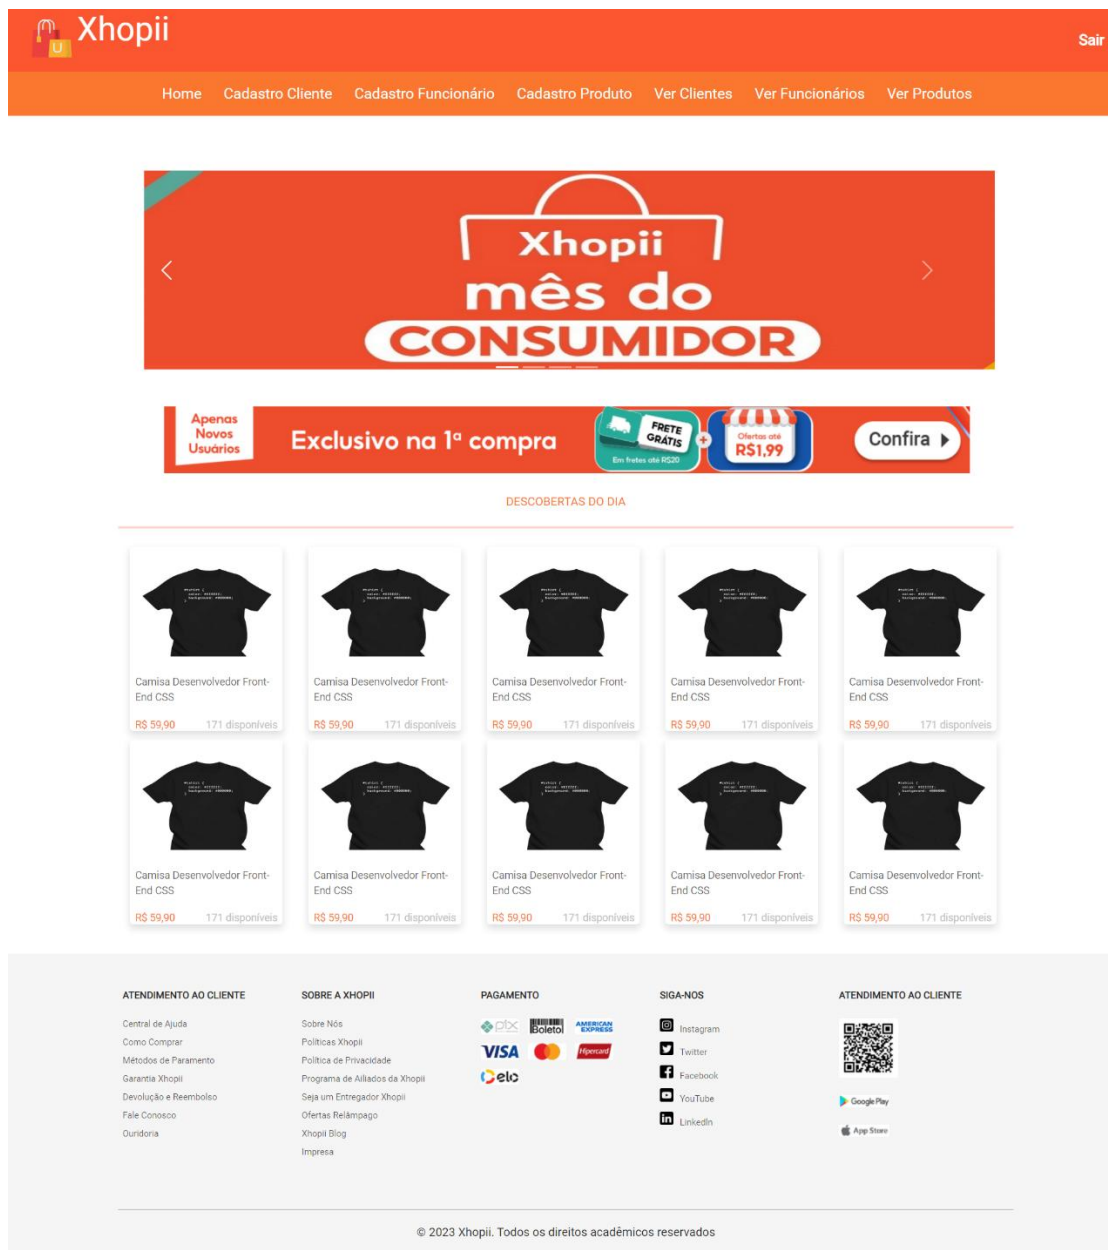 Xhopii
U
Sair
Home Cadastro Cliente Cadastro Funcionário Cadastro Produto Ver Clientes Ver Funcionários Ver Produtos
Xhopii
mês do
CONSUMIDOR
Apenas
Novos
Usuários
Exclusivo na 1ª compra
FRETE
GRÁTIS
Em fretes até R$20
+
Ofertas até
R$1,99
Confira
DESCOBERTAS DO DIA
Camisa Desenvolvedor Front-
End CSS
R$ 59,90 171 disponíveis
Camisa Desenvolvedor Front-
End CSS
R$ 59,90 171 disponíveis
Camisa Desenvolvedor Front-
End CSS
R$ 59,90 171 disponíveis
Camisa Desenvolvedor Front-
End CSS
R$ 59,90 171 disponíveis
Camisa Desenvolvedor Front-
End CSS
R$ 59,90 171 disponíveis
Camisa Desenvolvedor Front-
End CSS
R$ 59,90 171 disponíveis
Camisa Desenvolvedor Front-
End CSS
R$ 59,90 171 disponíveis
Camisa Desenvolvedor Front-
End CSS
R$ 59,90 171 disponíveis
Camisa Desenvolvedor Front-
End CSS
R$ 59,90 171 disponíveis
Camisa Desenvolvedor Front-
End CSS
R$ 59,90 171 disponíveis
ATENDIMENTO AO CLIENTE
Central de Ajuda
Como Comprar
Métodos de Paramento
Garantia Xhopii
Devolução e Reembolso
Fale Conosco
Ouridoria
SOBRE A XHOPII
Sobre Nós
Políticas Xhopii
Política de Privacidade
Programa de Ailiados da Xhopii
Seja um Entregador Xhopii
Ofertas Relâmpago
Xhopii Blog
Impresa
PAGAMENTO
pix
Boleto
AMERICAN
EXPRESS
VISA
Hipercard
elo
SIGA-NOS
Instagram
Twitter
Facebook
YouTube
LinkedIn
ATENDIMENTO AO CLIENTE
Google Play
App Store
© 2023 Xhopii. Todos os direitos acadêmicos reservados